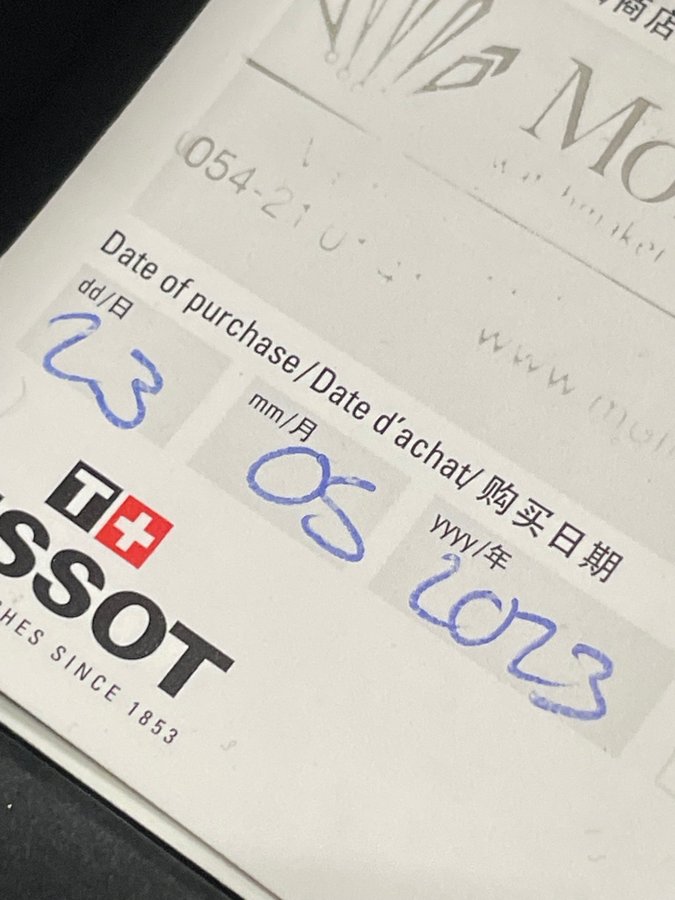 商店
Mo
054-21
www
Date of purchase/Date d'achat/购买日期
dd/日 mm/月 yyyy/年
23 05 2023
T+
SSOT
HES SINCE 1853